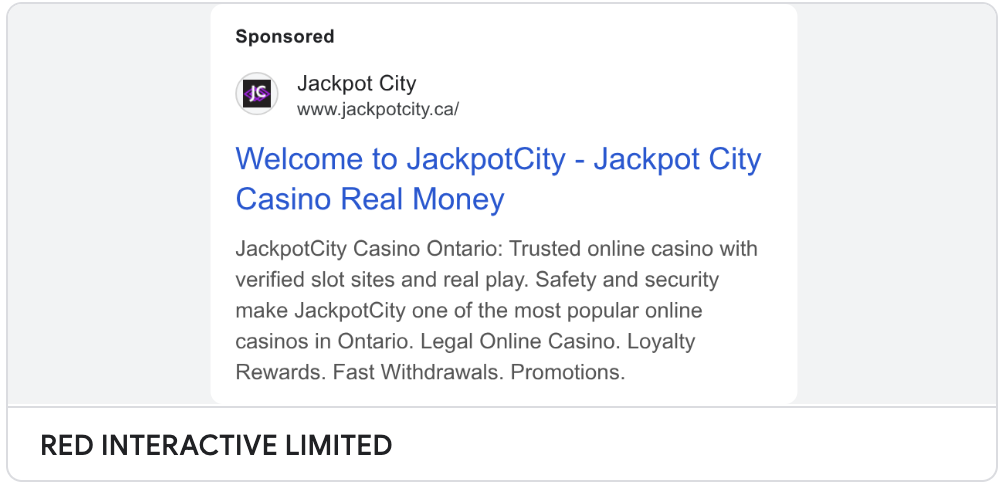 Sponsored
JC
Jackpot City
www.jackpotcity.ca/
Welcome to JackpotCity - Jackpot City
Casino Real Money
JackpotCity Casino Ontario: Trusted online casino with
verified slot sites and real play. Safety and security
make JackpotCity one of the most popular online
casinos in Ontario. Legal Online Casino. Loyalty
Rewards. Fast Withdrawals. Promotions.
RED INTERACTIVE LIMITED